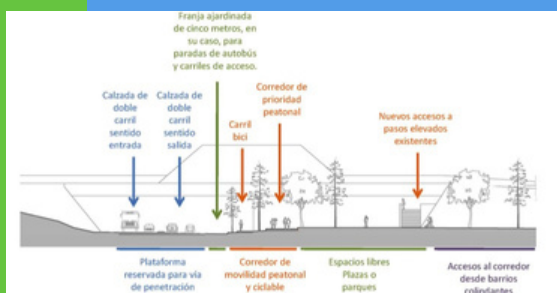 Franja ajardinada
de cinco metros, en
su caso, para
paradas de autobús
y carriles de acceso.
Calzada de
doble
carril
sentido
entrada
Calzada de
doble
carril
sentido
salida
Carril
bici
Corredor de
prioridad
peatonal
Nuevos accesos a
pasos elevados
existentes
Plataforma
reservada para vía
de penetración
Corredor de
movilidad peatonal
y ciclable
Espacios libres
Plazas o
parques
Accesos al corredor
desde barrios
colindantes